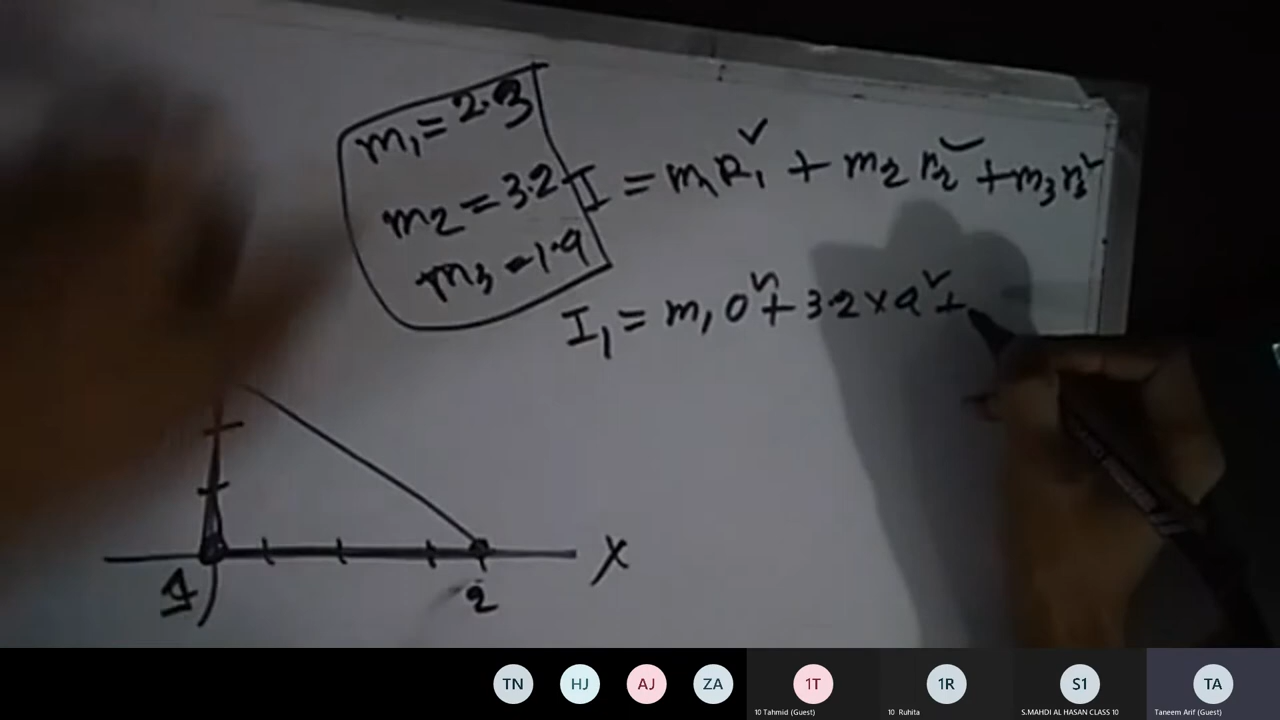 m₁ = 2.3
m₂ = 3.2
m₃ = 1.9
I = m₁R₁² + m₂r₂² + m₃r₃²
I₁ = m₁0² + 3.2 × a² +
X
1
2
TN
HJ
AJ
ZA
1T
1R
S1
TA
10 Tahmid (Guest)
10 Ruhita
S.MAHDI AL HASAN CLASS 10
Taneem Arif (Guest)